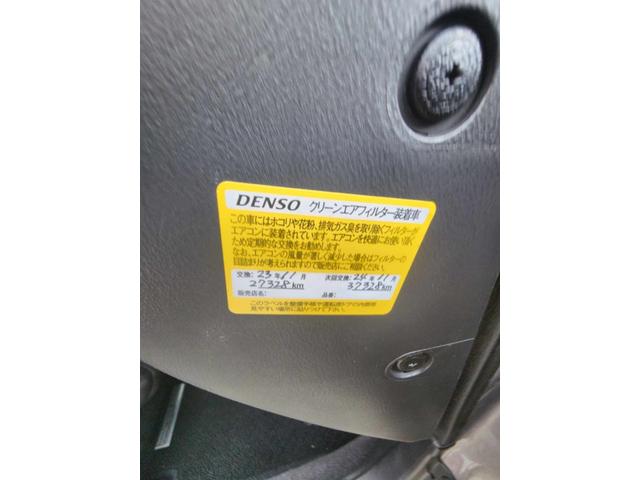 DENSO クリーンエアフィルター装着車
この車にはホコリや花粉、排気ガス臭を取り除くフィルターが
エアコンに装着されています。エアコンを快適にお使い頂く
ため定期的な交換をお勧めします。
なお、エアコンの風量が著しく減少した場合はフィルターの
目詰まりが考えられますので販売店にご相談ください。
交換: 23年11月 次回交換: 24年11月
27328km 37328km
販売店名: 品番:
このラベルを整備手帳や運転席ドアの内側等
見やすい場所に貼りつけて下さい。